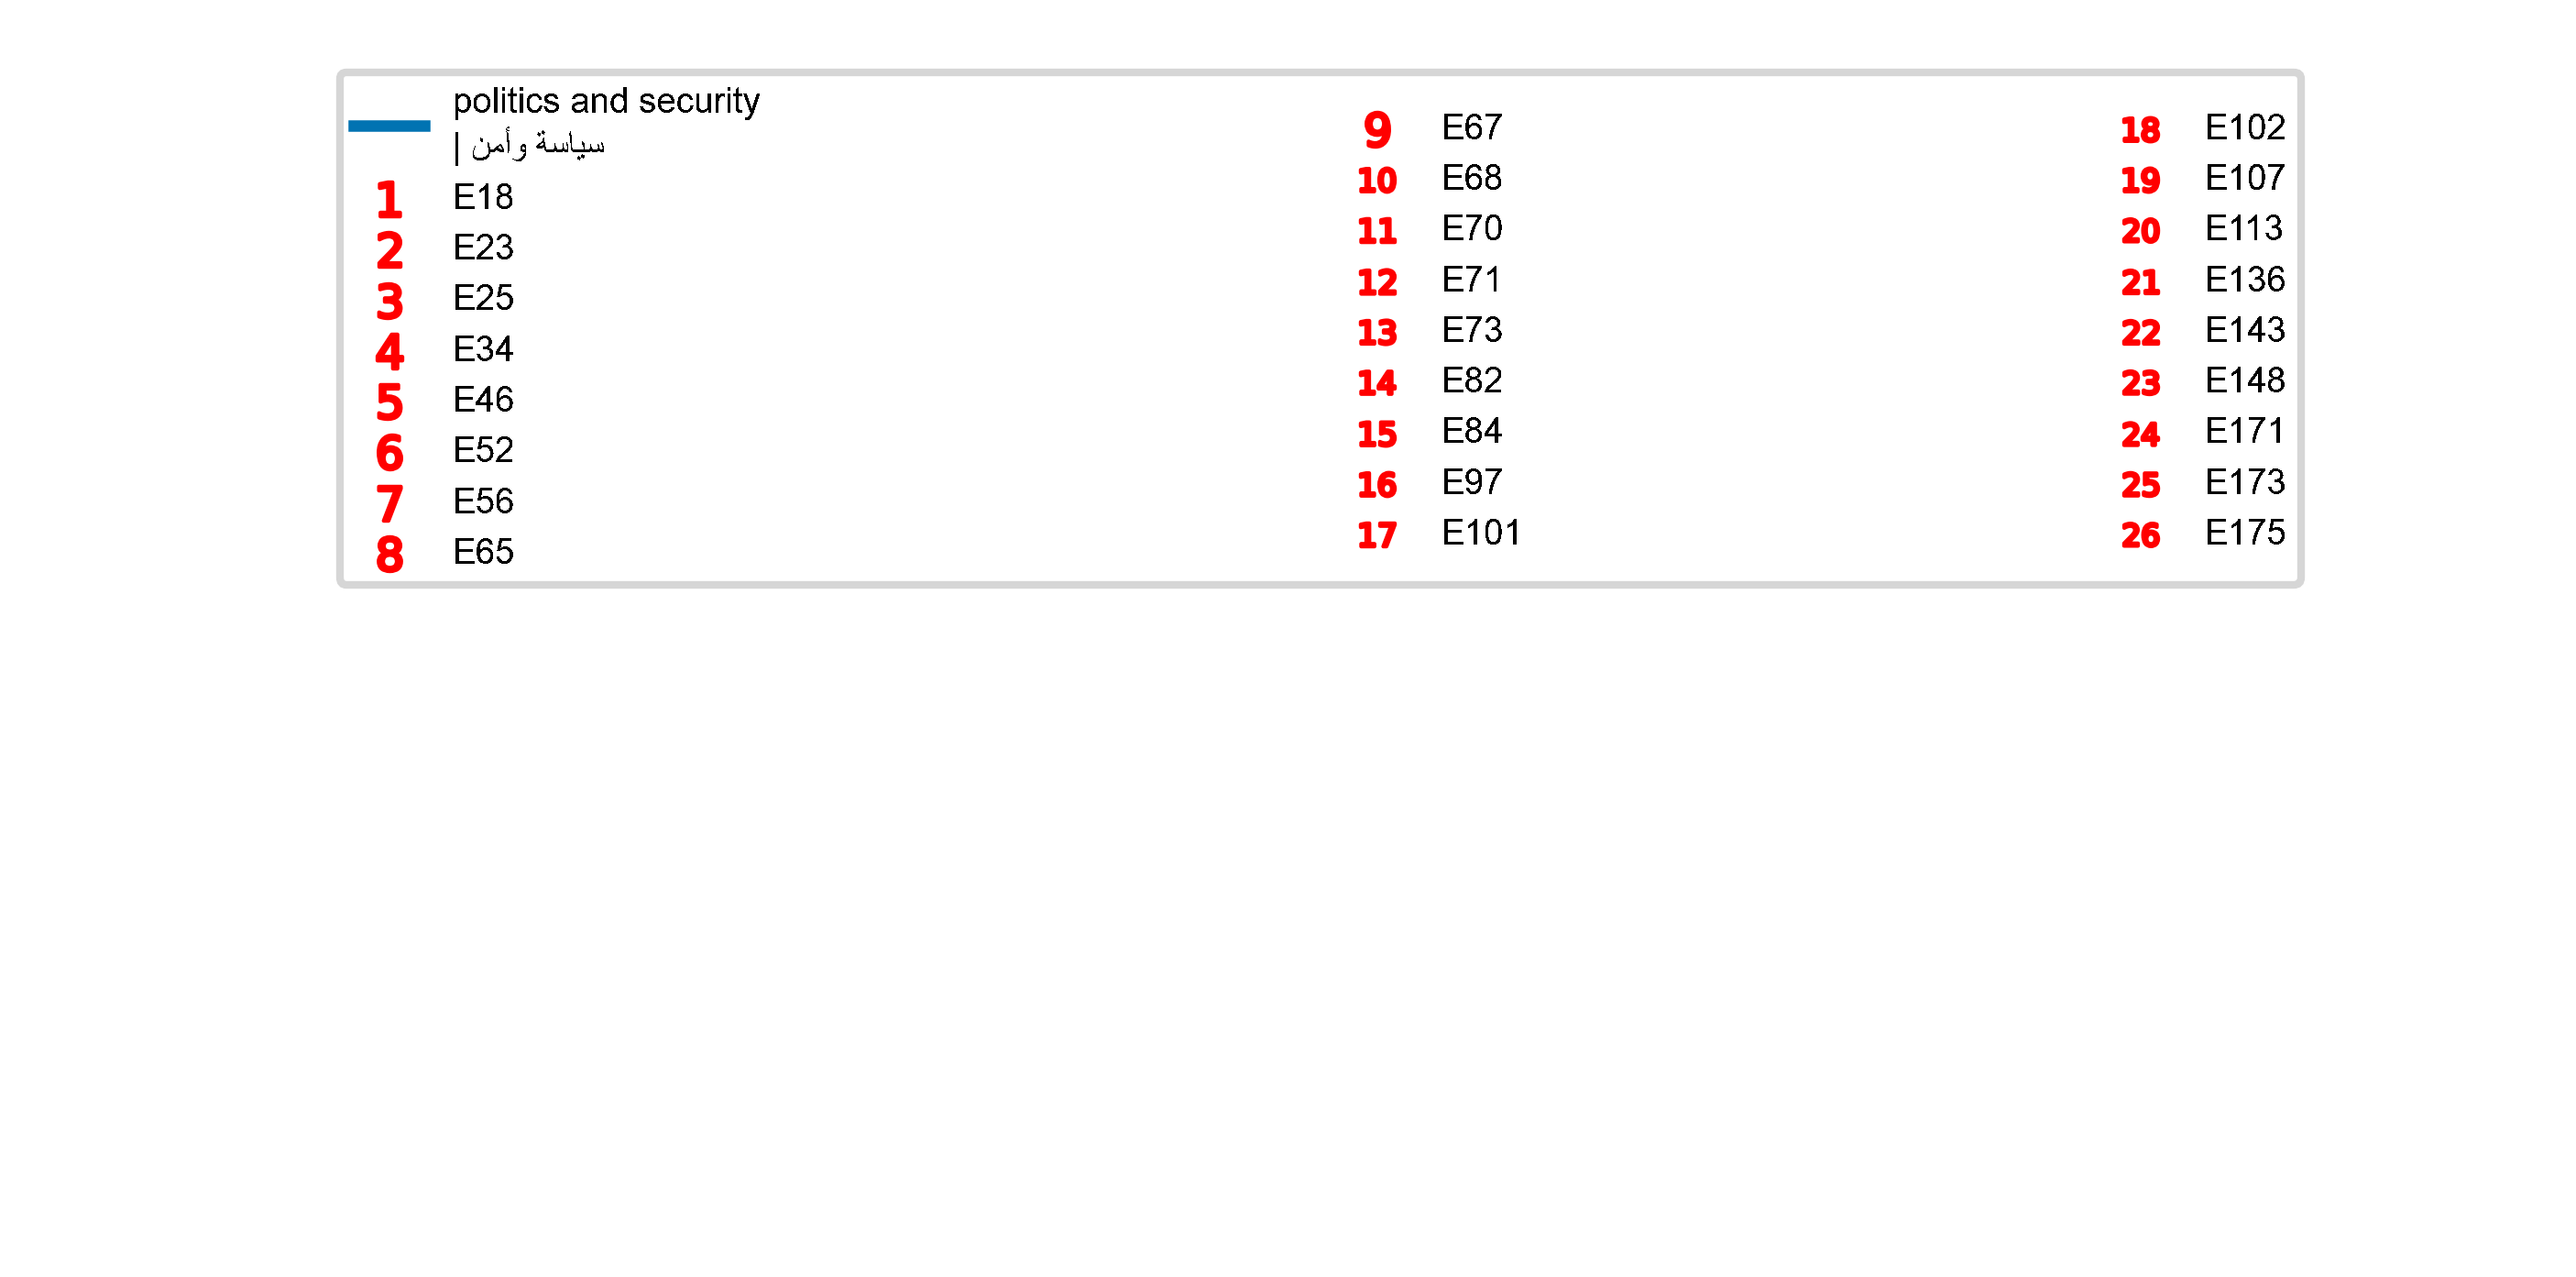 politics and security
| سياسة وأمن
1 E18
2 E23
3 E25
4 E34
5 E46
6 E52
7 E56
8 E65
9 E67
10 E68
11 E70
12 E71
13 E73
14 E82
15 E84
16 E97
17 E101
18 E102
19 E107
20 E113
21 E136
22 E143
23 E148
24 E171
25 E173
26 E175